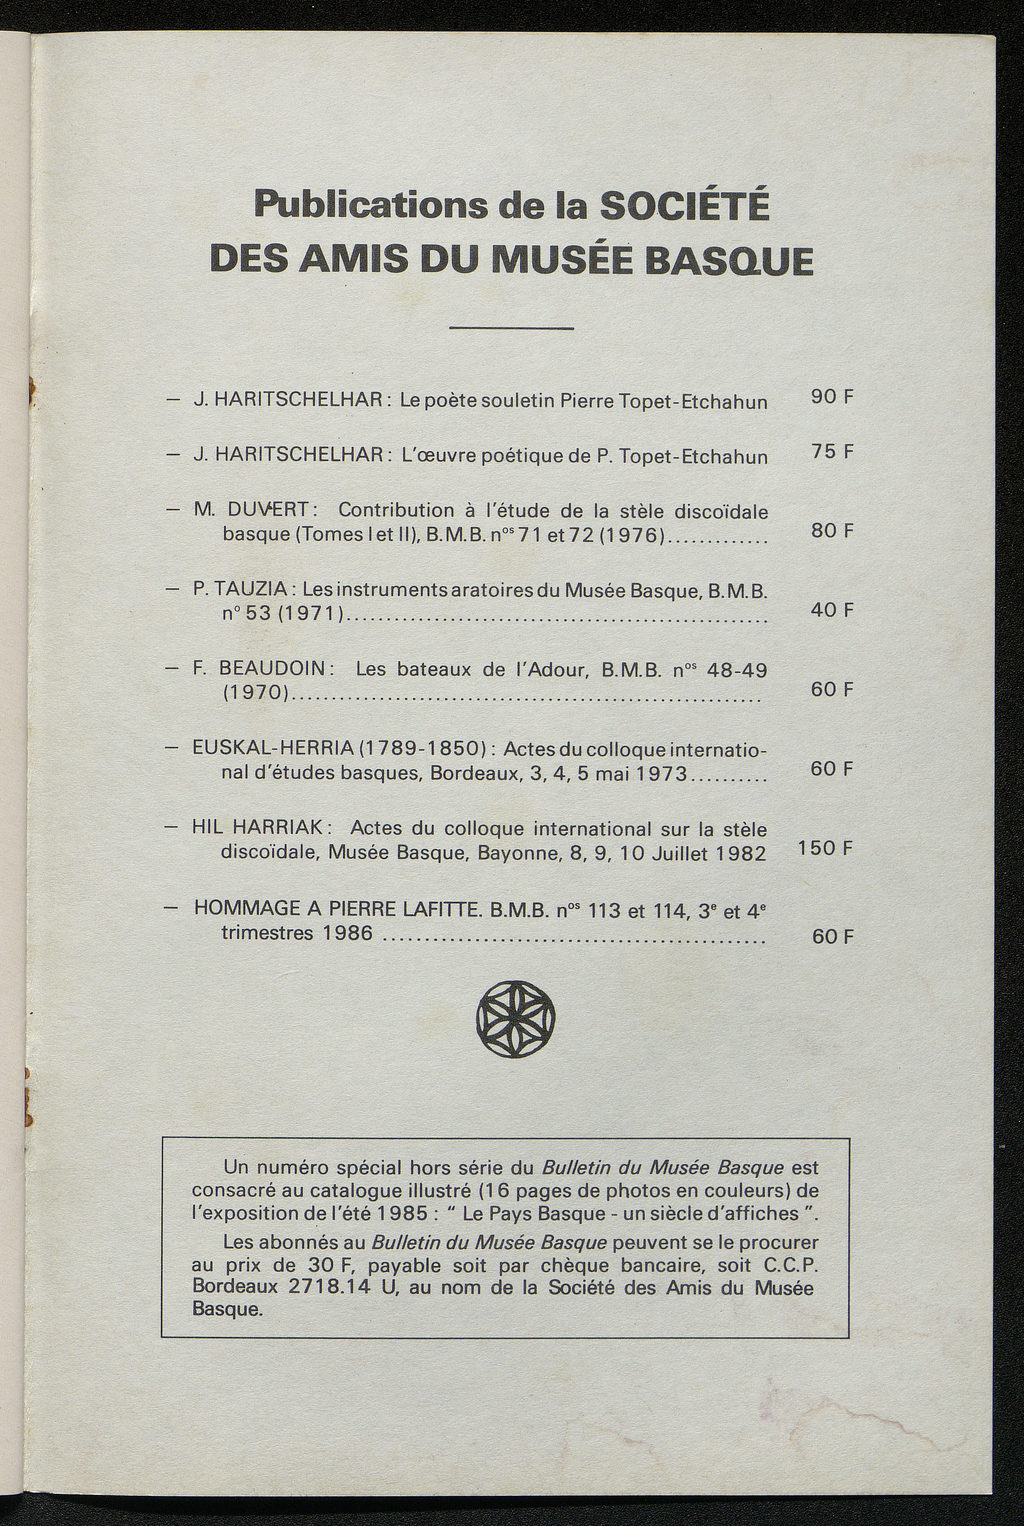 Publications de la SOCIÉTÉ
DES AMIS DU MUSÉE BASQUE
— J. HARITSCHELHAR : Le poète souletin Pierre Topet-Etchahun 90 F
— J. HARITSCHELHAR : L'œuvre poétique de P. Topet-Etchahun 75 F
— M. DUVERT : Contribution à l'étude de la stèle discoïdale
basque (Tomes I et II), B.M.B. nos 71 et 72 (1976)............. 80 F
— P. TAUZIA : Les instruments aratoires du Musée Basque, B.M.B.
n° 53 (1971)..................................................... 40 F
— F. BEAUDOIN : Les bateaux de l'Adour, B.M.B. nos 48-49
(1970)........................................................... 60 F
— EUSKAL-HERRIA (1789-1850) : Actes du colloque internatio-
nal d'études basques, Bordeaux, 3, 4, 5 mai 1973.......... 60 F
— HIL HARRIAK : Actes du colloque international sur la stèle
discoïdale, Musée Basque, Bayonne, 8, 9, 10 Juillet 1982 150 F
— HOMMAGE A PIERRE LAFITTE. B.M.B. nos 113 et 114, 3e et 4e
trimestres 1986 .............................................. 60 F
Un numéro spécial hors série du Bulletin du Musée Basque est
consacré au catalogue illustré (16 pages de photos en couleurs) de
l'exposition de l'été 1985 : " Le Pays Basque - un siècle d'affiches ".
Les abonnés au Bulletin du Musée Basque peuvent se le procurer
au prix de 30 F, payable soit par chèque bancaire, soit C.C.P.
Bordeaux 2718.14 U, au nom de la Société des Amis du Musée
Basque.